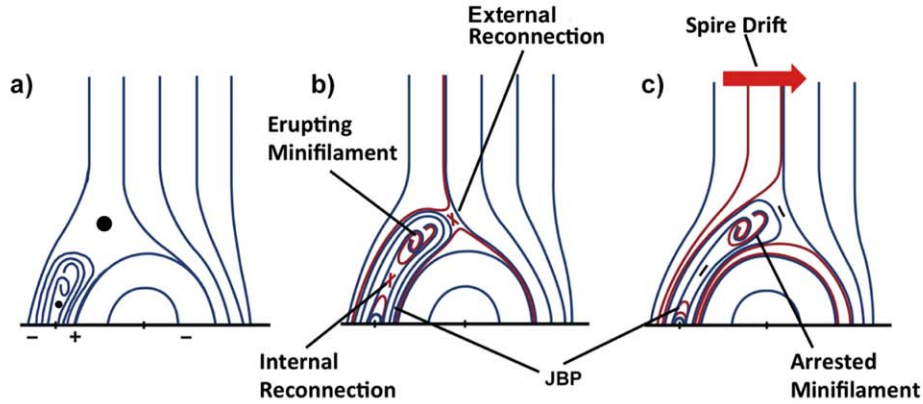 External
Reconnection
Spire Drift
a)
b)
c)
Erupting
Minifilament
− + −
Internal
Reconnection
JBP
Arrested
Minifilament